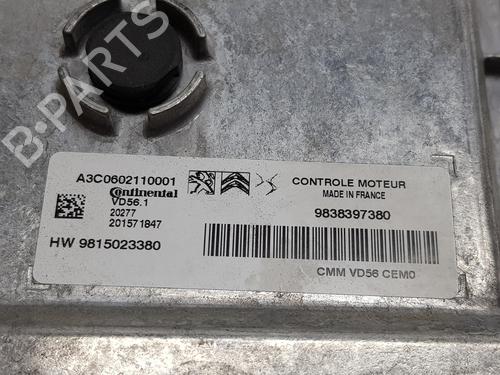 B-PARTS
A3C0602110001
Continental
VD56.1
20277
201571847
HW 9815023380
CONTROLE MOTEUR
MADE IN FRANCE
9838397380
CMM VD56 CEM0